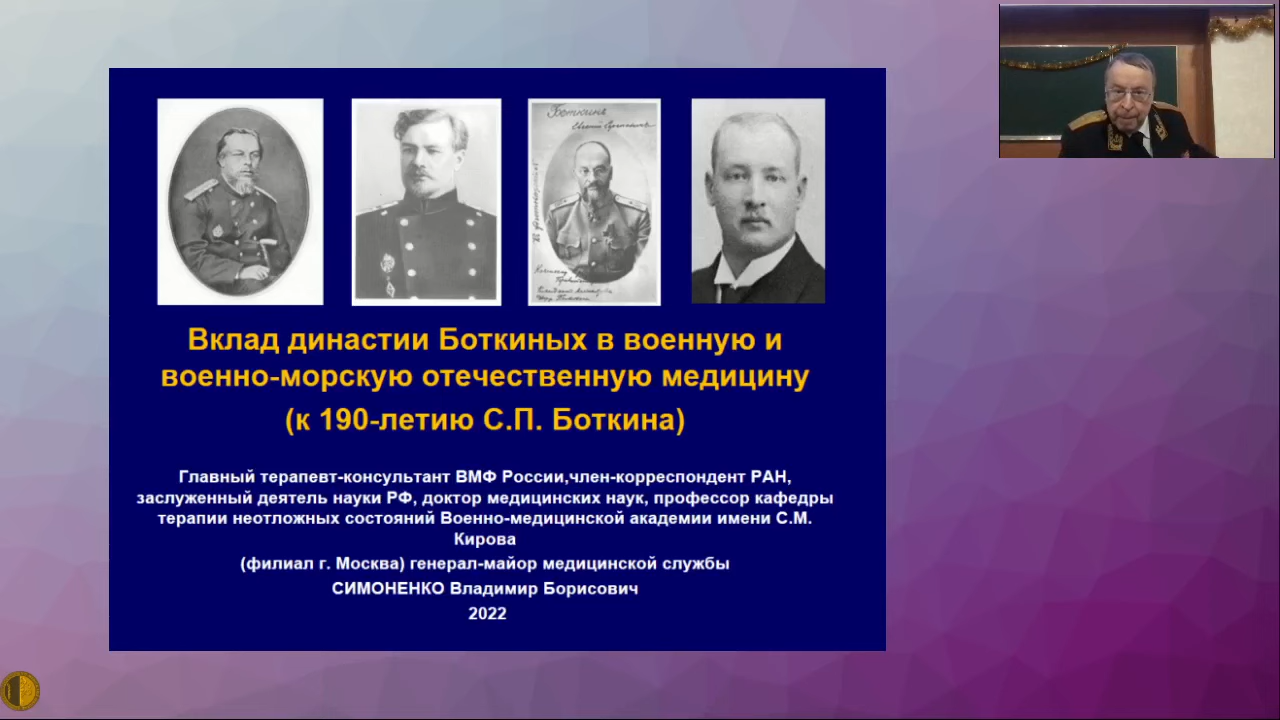 Боткинъ
Вклад династии Боткиных в военную и
военно-морскую отечественную медицину
(к 190-летию С.П. Боткина)
Главный терапевт-консультант ВМФ России,член-корреспондент РАН,
заслуженный деятель науки РФ, доктор медицинских наук, профессор кафедры
терапии неотложных состояний Военно-медицинской академии имени С.М.
Кирова
(филиал г. Москва) генерал-майор медицинской службы
СИМОНЕНКО Владимир Борисович
2022